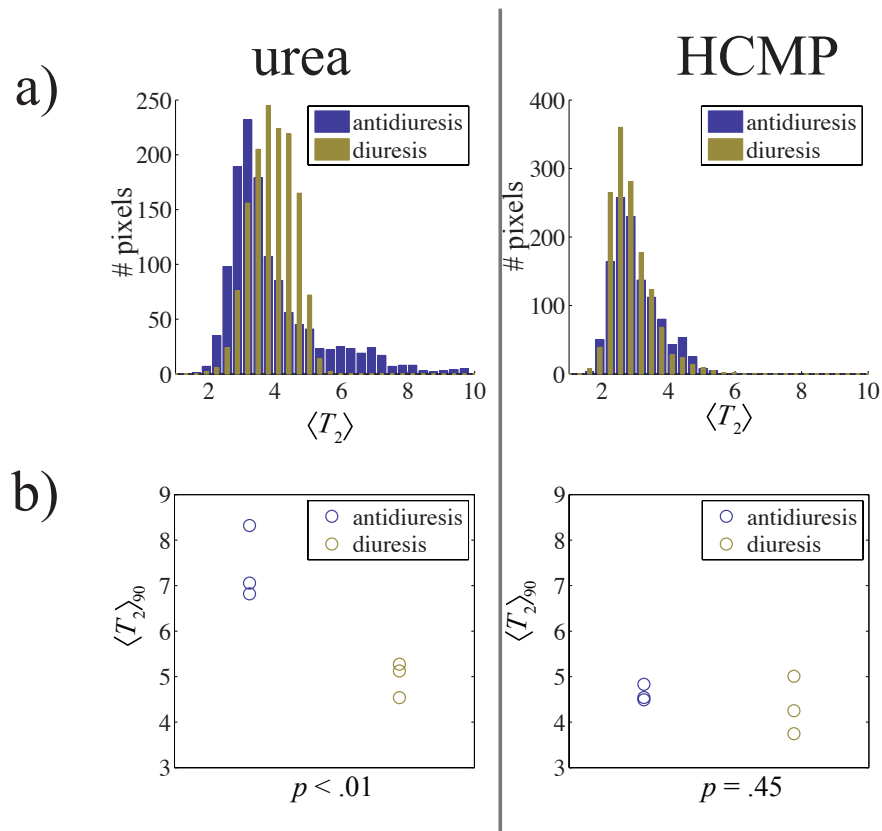 urea
HCMP
a)
250
200
150
100
50
0
# pixels
antidiuresis
diuresis
2
4
6
8
10
⟨T₂⟩
400
300
200
100
0
# pixels
antidiuresis
diuresis
2
4
6
8
10
⟨T₂⟩
b)
9
8
7
6
5
4
3
⟨T₂⟩₉₀
antidiuresis
diuresis
p < .01
9
8
7
6
5
4
3
⟨T₂⟩₉₀
antidiuresis
diuresis
p = .45